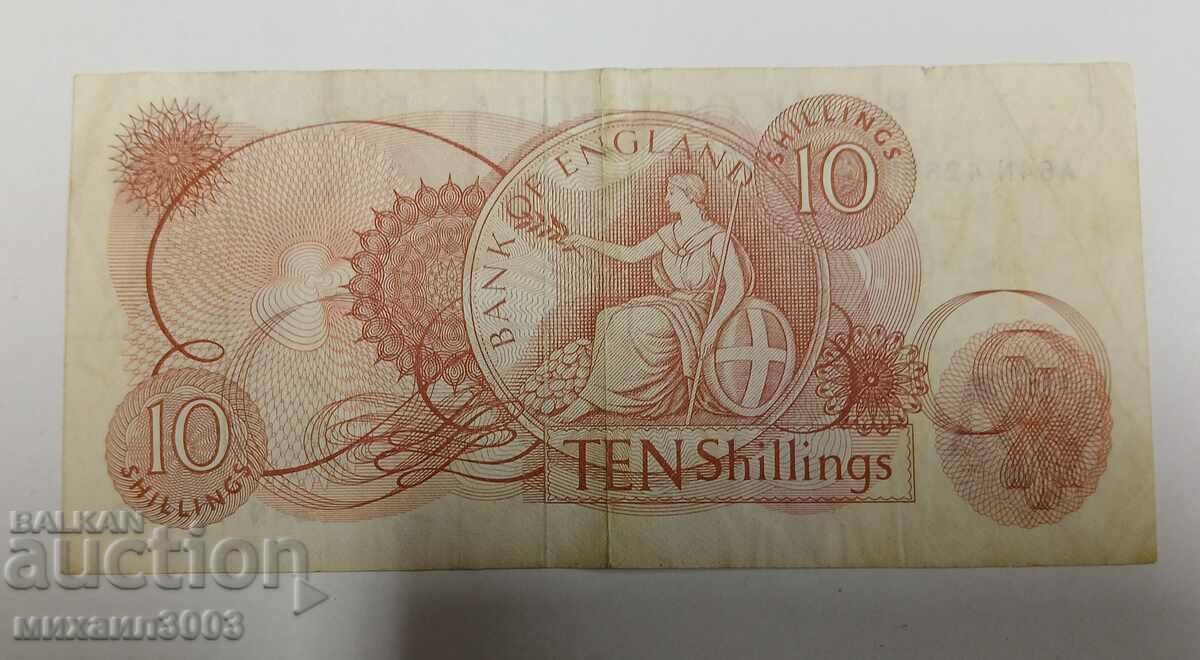 BANK OF ENGLAND
10
SHILLINGS
10
SHILLINGS
TEN Shillings
BALKAN
auction
михаил3003